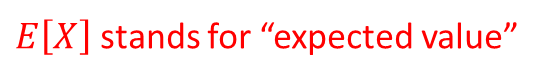 E[X] stands for “expected value”